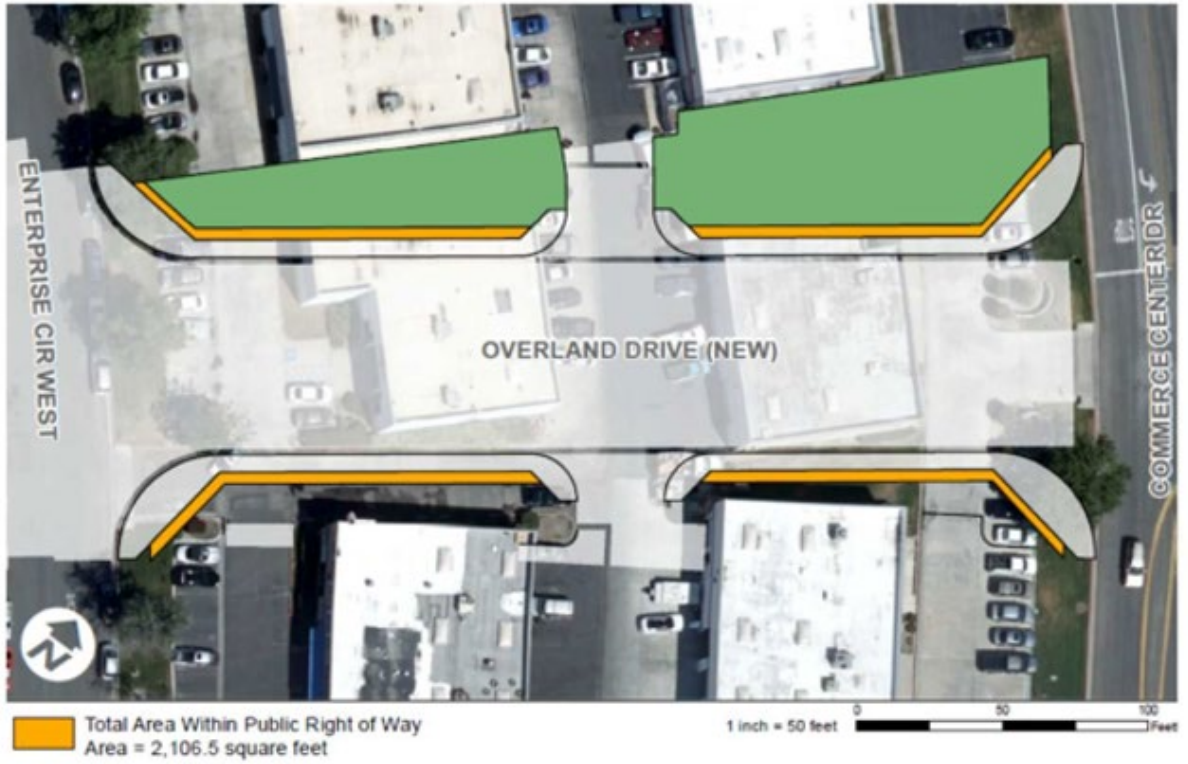 ENTERPRISE CIR WEST
OVERLAND DRIVE (NEW)
COMMERCE CENTER DR
N
Total Area Within Public Right of Way
Area = 2,106.5 square feet
1 inch = 50 feet
0 50 100
Feet